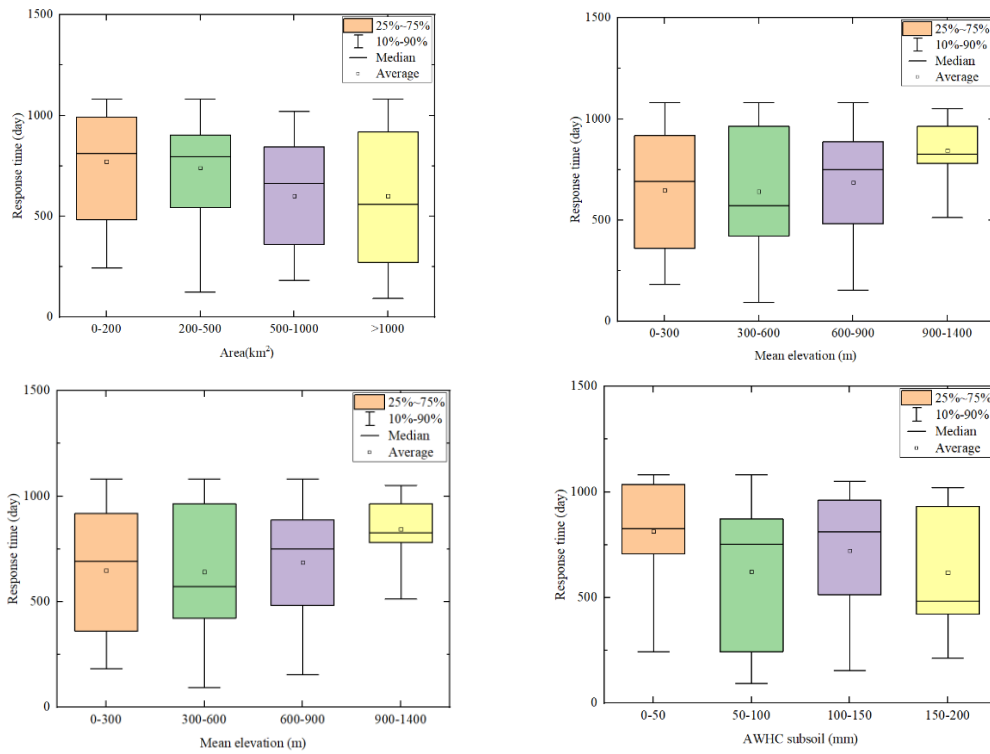 1500
1000
500
0
Response time (day)
25%~75%
10%-90%
Median
Average
0-200
200-500
500-1000
>1000
Area(km²)
1500
1000
500
0
Response time (day)
25%~75%
10%-90%
Median
Average
0-300
300-600
600-900
900-1400
Mean elevation (m)
1500
1000
500
0
Response time (day)
25%~75%
10%-90%
Median
Average
0-300
300-600
600-900
900-1400
Mean elevation (m)
1500
1000
500
0
Response time (day)
25%~75%
10%-90%
Median
Average
0-50
50-100
100-150
150-200
AWHC subsoil (mm)